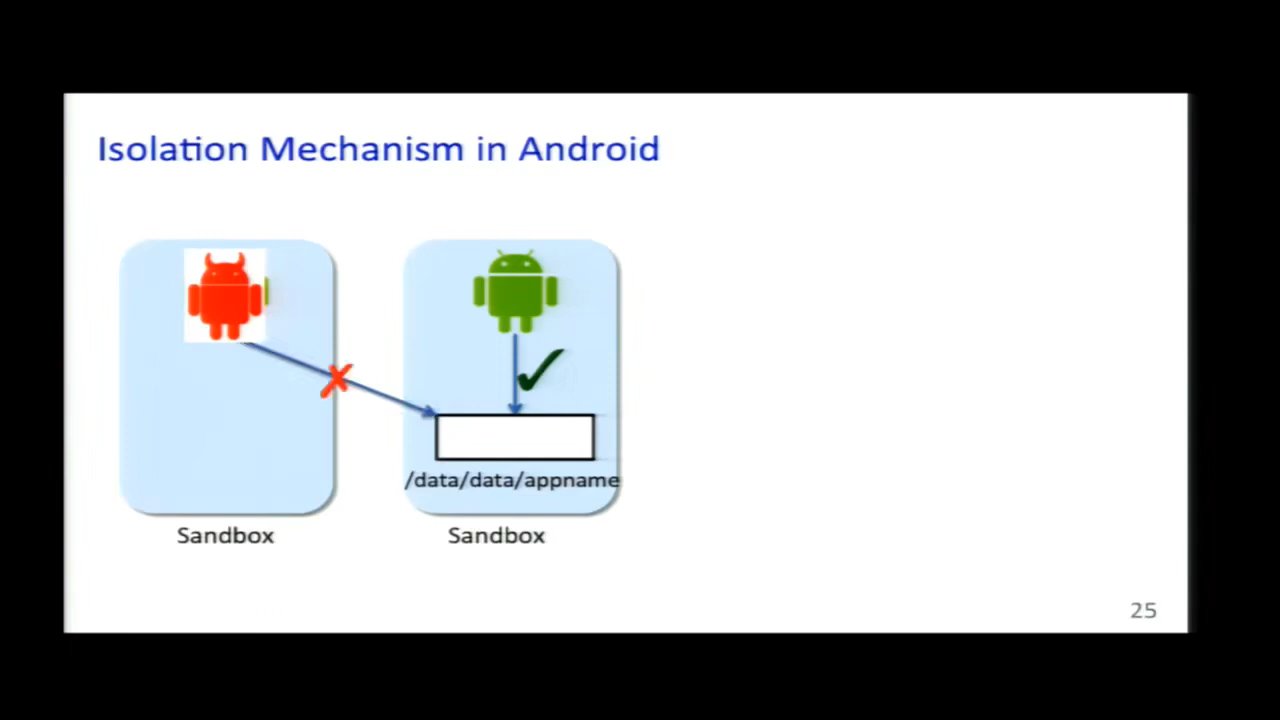 Isolation Mechanism in Android
/data/data/appname
Sandbox
Sandbox
25